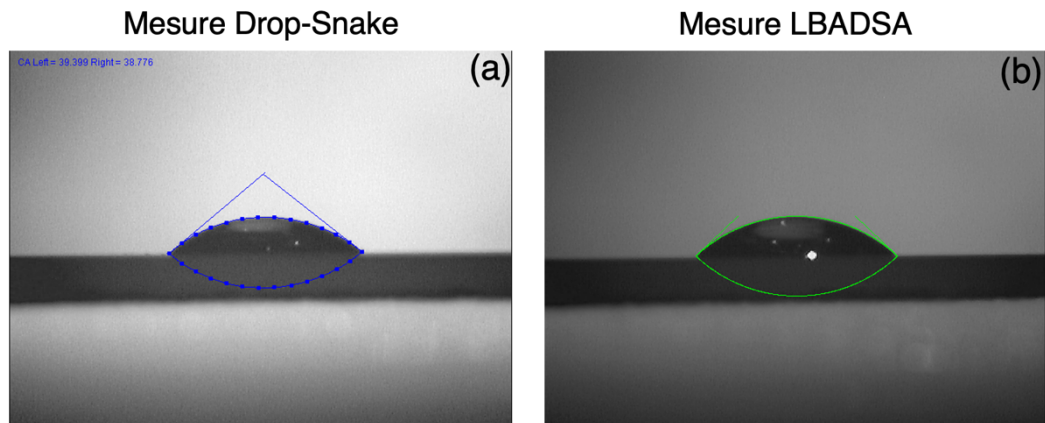 Mesure Drop-Snake
Mesure LBADSA
CA Left = 39.399 Right = 38.776
(a)
(b)